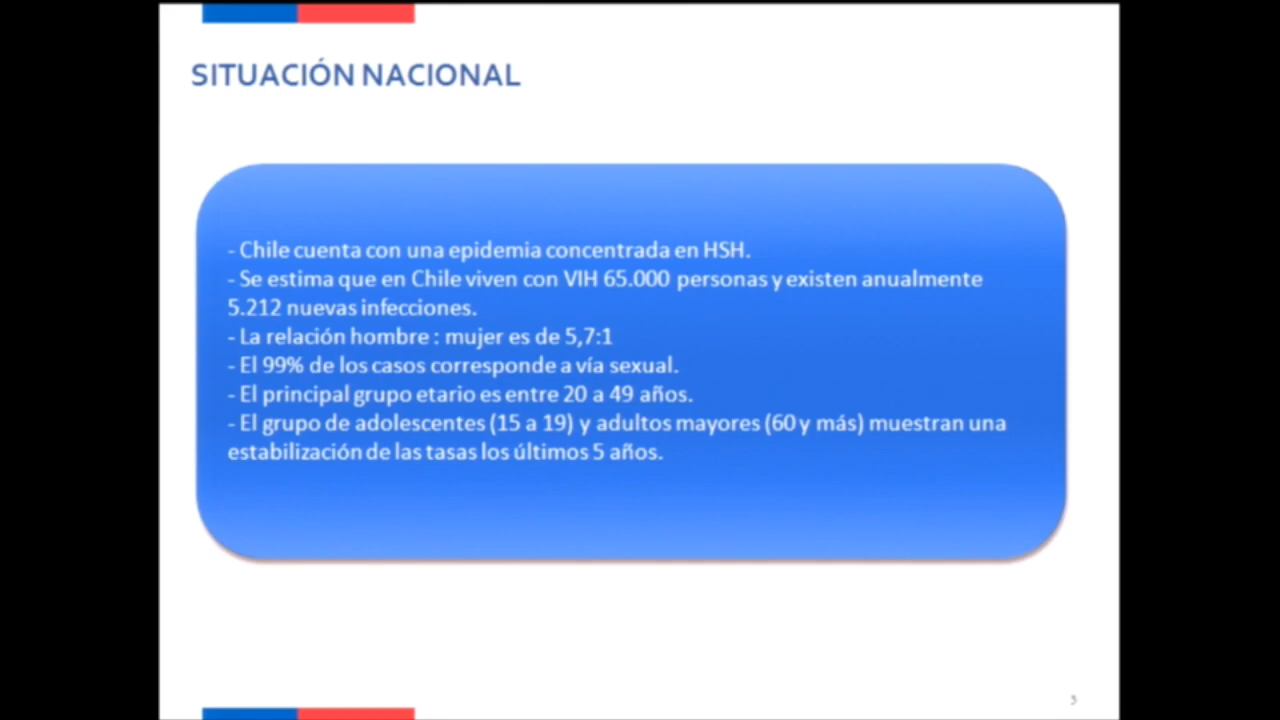 SITUACIÓN NACIONAL
- Chile cuenta con una epidemia concentrada en HSH.
- Se estima que en Chile viven con VIH 65.000 personas y existen anualmente
5.212 nuevas infecciones.
- La relación hombre : mujer es de 5,7:1
- El 99% de los casos corresponde a vía sexual.
- El principal grupo etario es entre 20 a 49 años.
- El grupo de adolescentes (15 a 19) y adultos mayores (60 y más) muestran una
estabilización de las tasas los últimos 5 años.